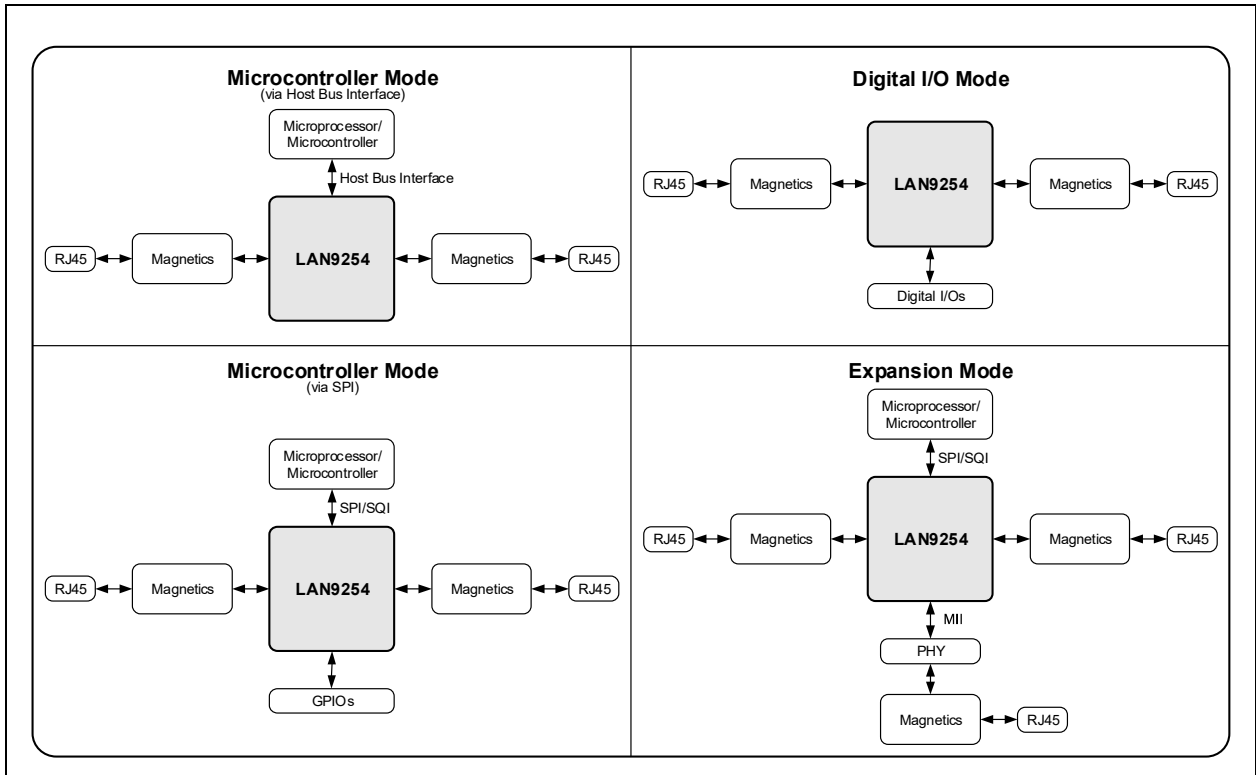 Microcontroller Mode
(via Host Bus Interface)
Microprocessor/
Microcontroller
Host Bus Interface
RJ45
Magnetics
LAN9254
Magnetics
RJ45
Digital I/O Mode
RJ45
Magnetics
LAN9254
Magnetics
RJ45
Digital I/Os
Microcontroller Mode
(via SPI)
Microprocessor/
Microcontroller
SPI/SQI
RJ45
Magnetics
LAN9254
Magnetics
RJ45
GPIOs
Expansion Mode
Microprocessor/
Microcontroller
SPI/SQI
RJ45
Magnetics
LAN9254
Magnetics
RJ45
MII
PHY
Magnetics
RJ45